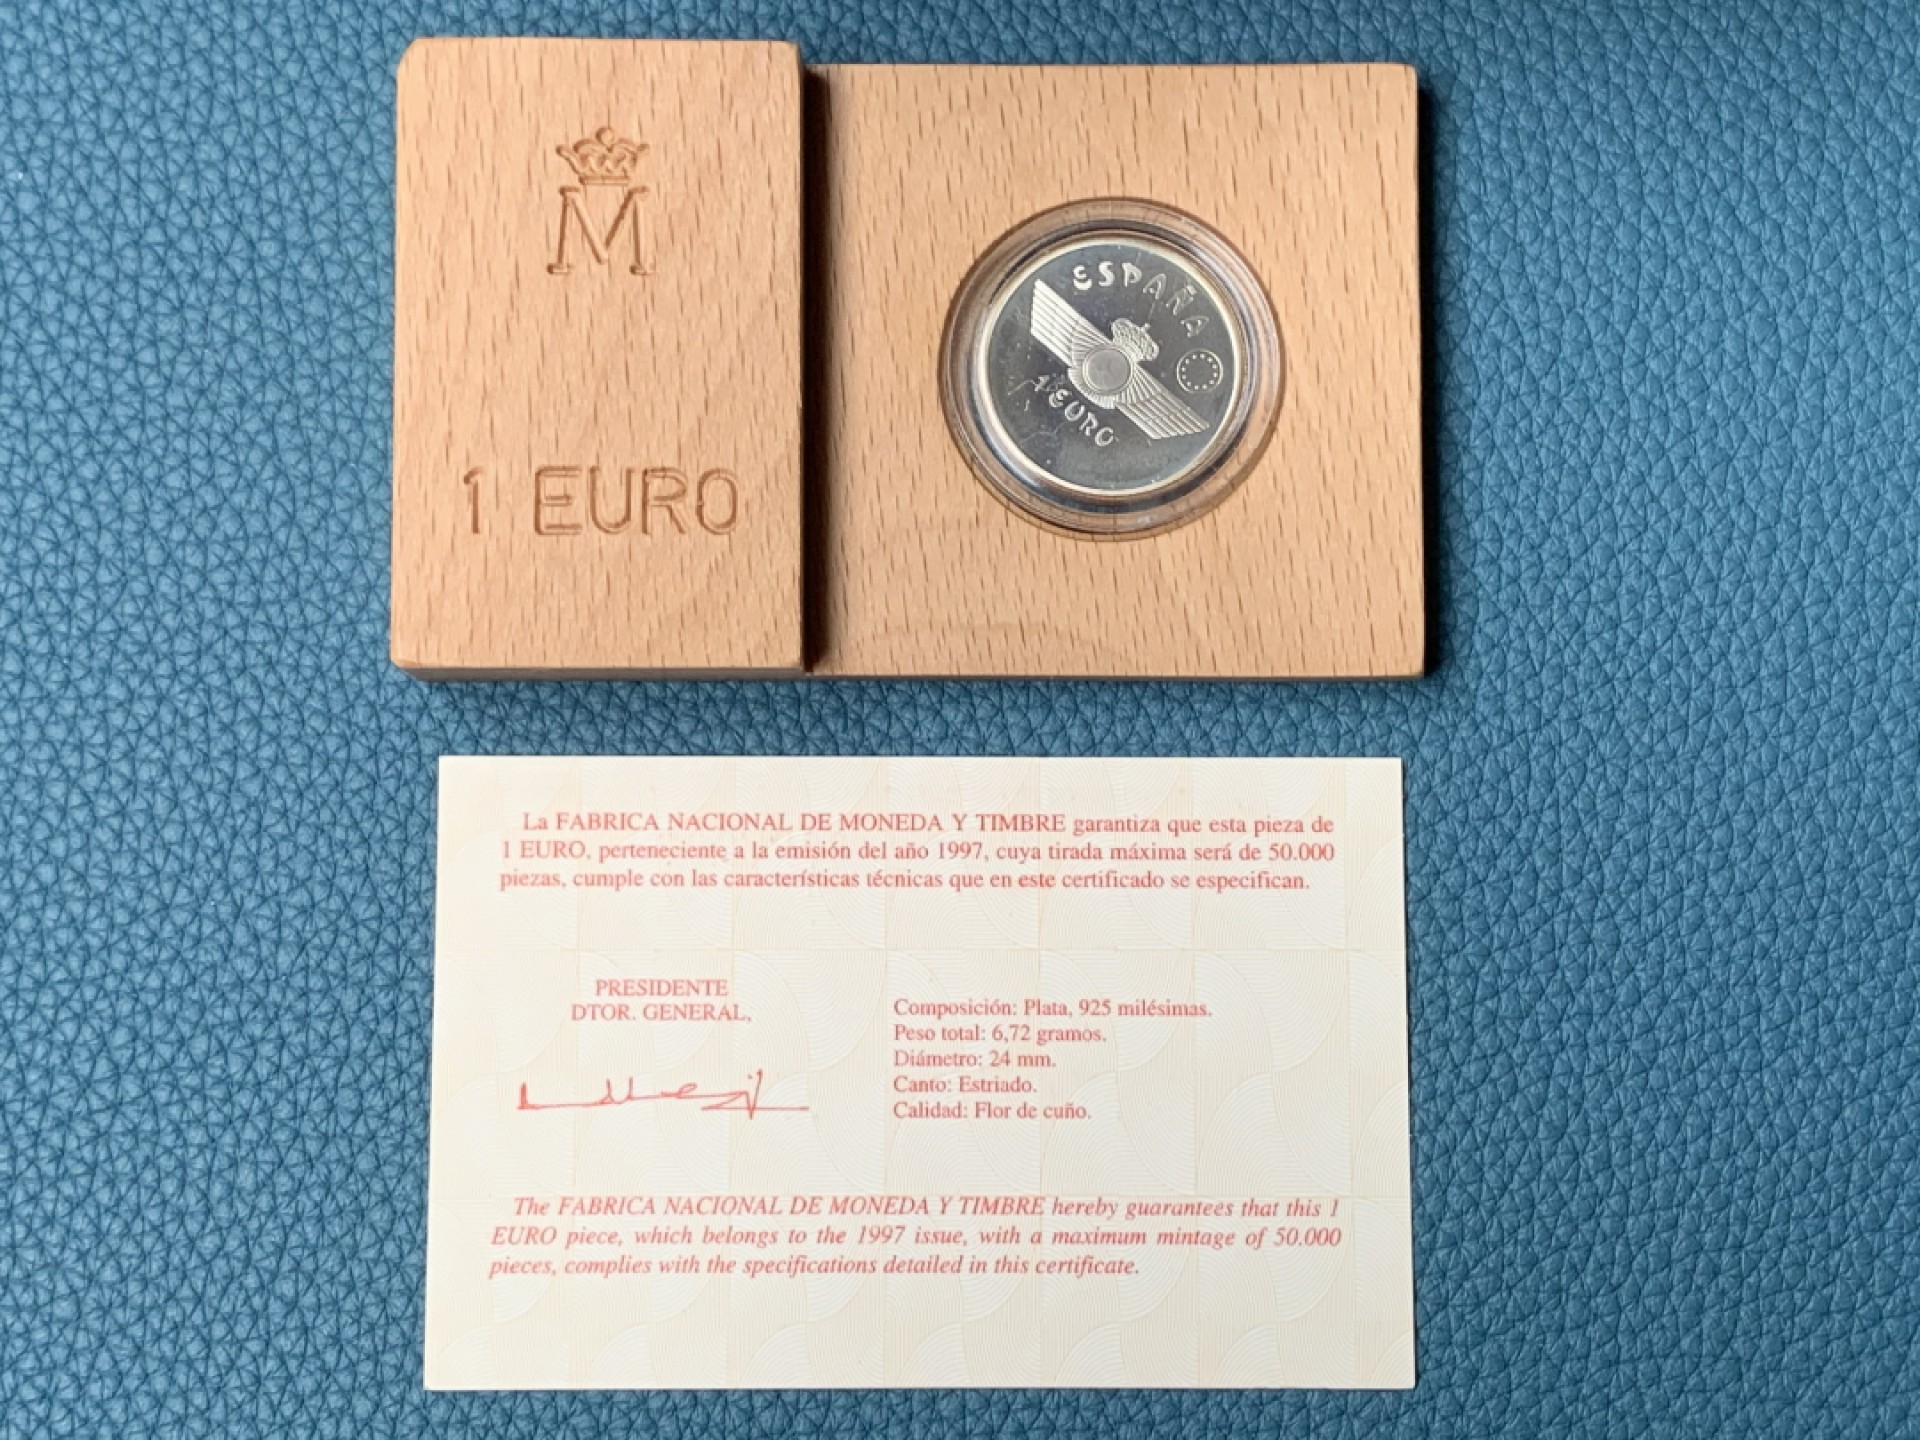 M
1 EURO
ESPAÑA
1 EURO
La FABRICA NACIONAL DE MONEDA Y TIMBRE garantiza que esta pieza de
1 EURO, perteneciente a la emisión del año 1997, cuya tirada máxima será de 50.000
piezas, cumple con las características técnicas que en este certificado se especifican.
PRESIDENTE
DTOR. GENERAL,
Composición: Plata, 925 milésimas.
Peso total: 6,72 gramos.
Diámetro: 24 mm.
Canto: Estriado.
Calidad: Flor de cuño.
The FABRICA NACIONAL DE MONEDA Y TIMBRE hereby guarantees that this 1
EURO piece, which belongs to the 1997 issue, with a maximum mintage of 50.000
pieces, complies with the specifications detailed in this certificate.